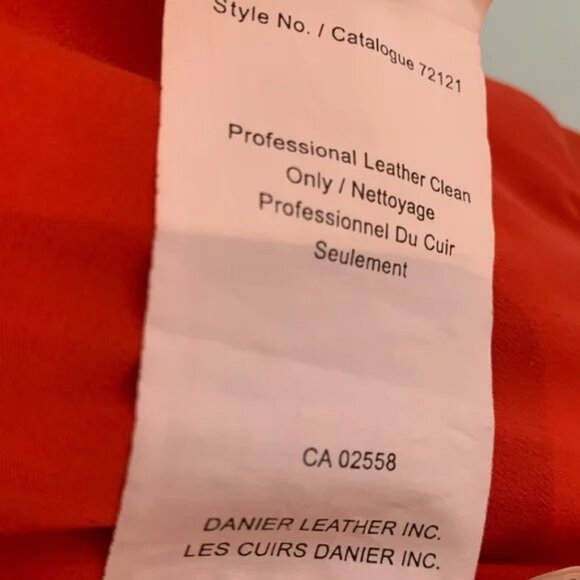 Style No. / Catalogue 72121
Professional Leather Clean
Only / Nettoyage
Professionnel Du Cuir
Seulement
CA 02558
DANIER LEATHER INC.
LES CUIRS DANIER INC.